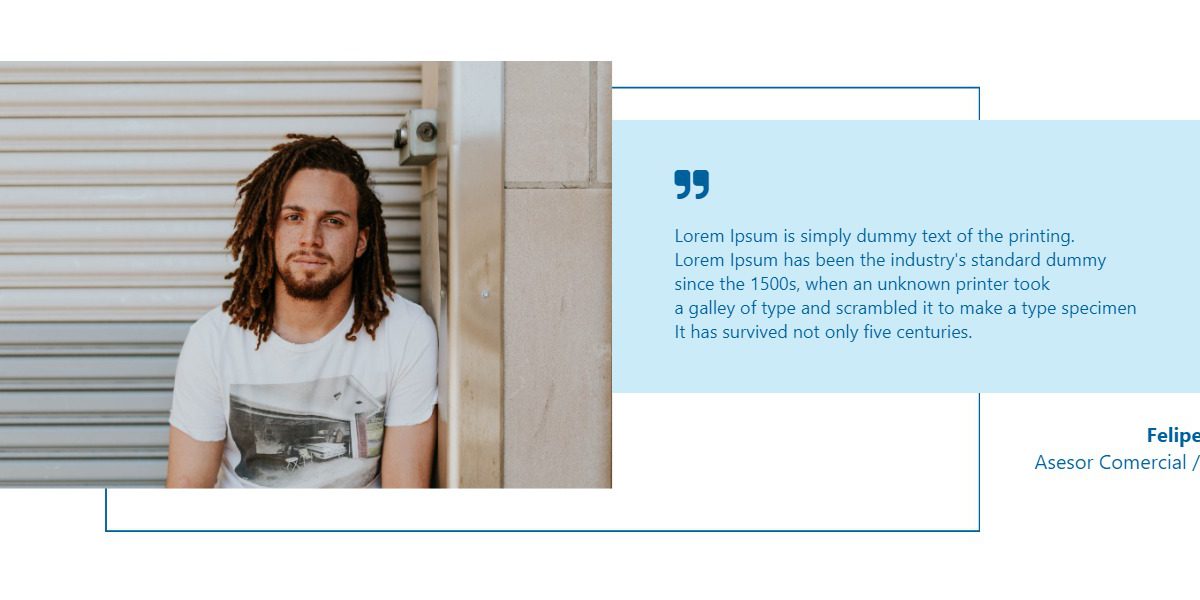 Lorem Ipsum is simply dummy text of the printing.
Lorem Ipsum has been the industry's standard dummy
since the 1500s, when an unknown printer took
a galley of type and scrambled it to make a type specimen
It has survived not only five centuries.
Felipe
Asesor Comercial /